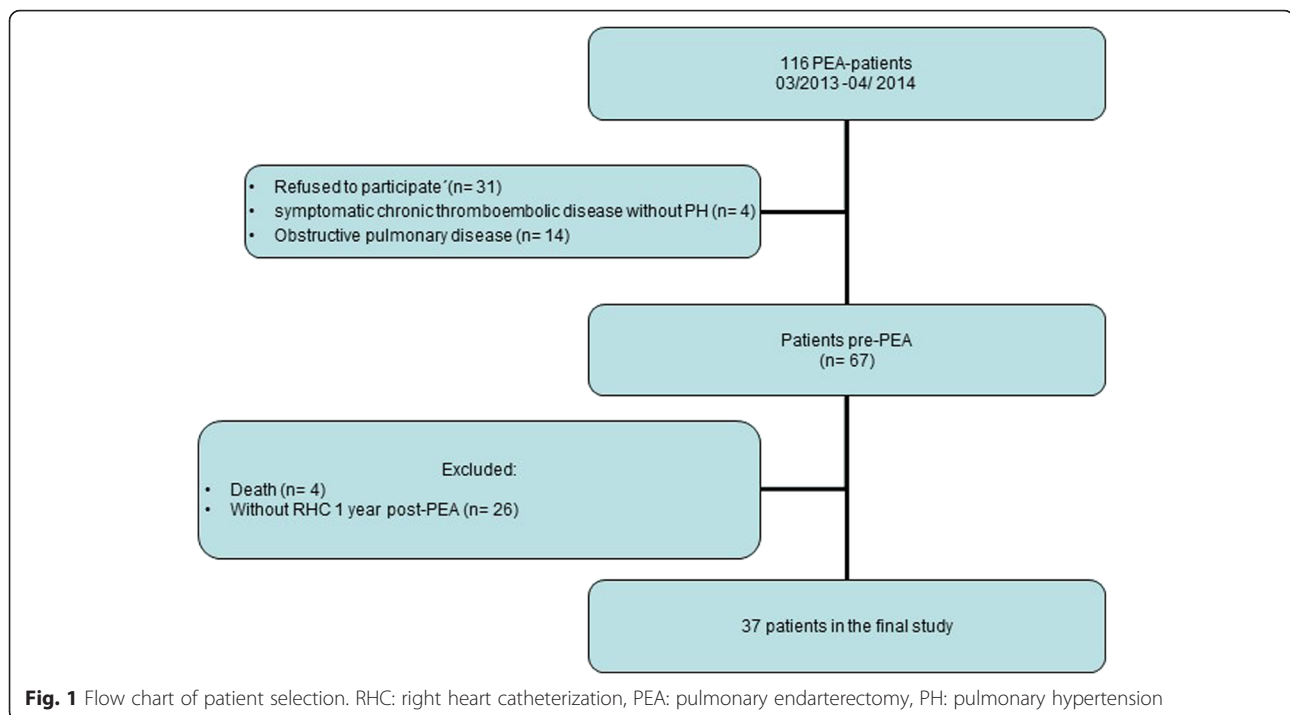 116 PEA-patients
03/2013 -04/ 2014
• Refused to participate´(n= 31)
• symptomatic chronic thromboembolic disease without PH (n= 4)
• Obstructive pulmonary disease (n= 14)
Patients pre-PEA
(n= 67)
Excluded:
• Death (n= 4)
• Without RHC 1 year post-PEA (n= 26)
37 patients in the final study
Fig. 1 Flow chart of patient selection. RHC: right heart catheterization, PEA: pulmonary endarterectomy, PH: pulmonary hypertension